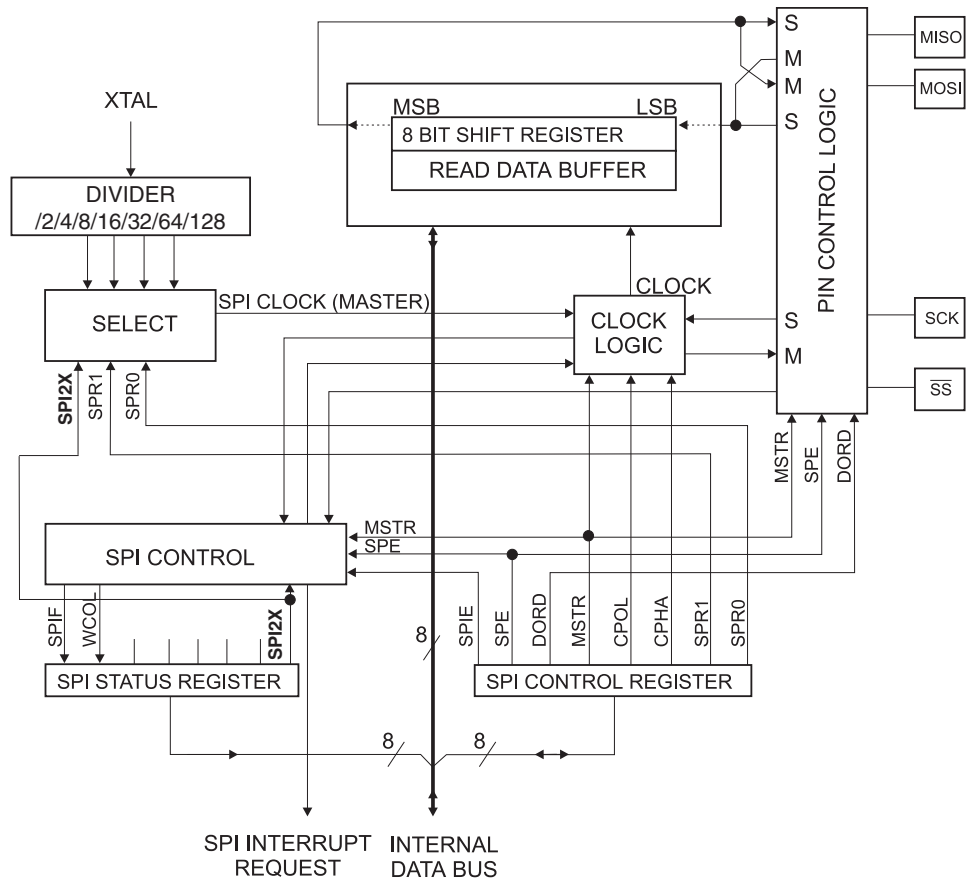 S
MISO
M
M
MOSI
MSB
LSB
S
8 BIT SHIFT REGISTER
READ DATA BUFFER
PIN CONTROL LOGIC
XTAL
DIVIDER
/2/4/8/16/32/64/128
SPI CLOCK (MASTER)
SELECT
CLOCK
CLOCK
LOGIC
S
M
SCK
SS
SPI2X
SPR1
SPR0
MSTR
SPE
DORD
MSTR
SPE
SPI CONTROL
SPIF
WCOL
SPI2X
8
SPIE
SPE
DORD
MSTR
CPOL
CPHA
SPR1
SPR0
SPI STATUS REGISTER
SPI CONTROL REGISTER
8
8
SPI INTERRUPT
REQUEST
INTERNAL
DATA BUS